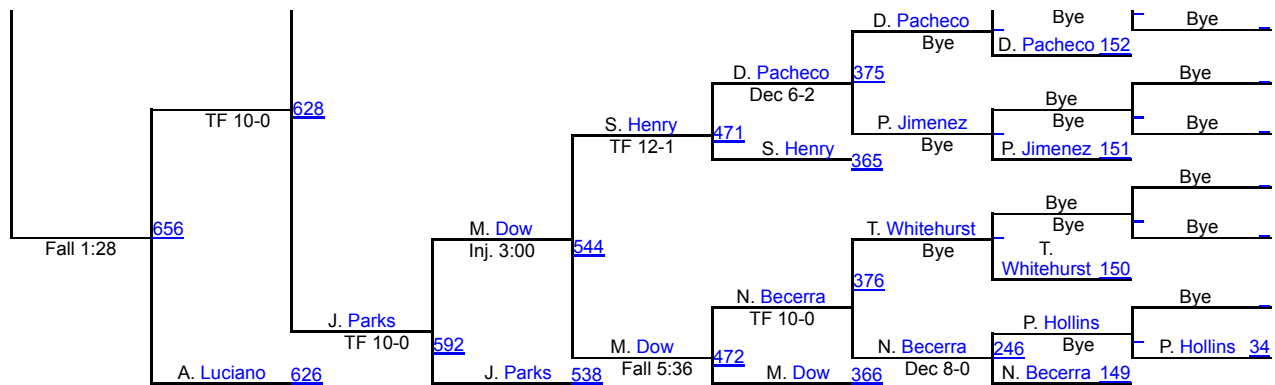 D. Pacheco Bye Bye
Bye D. Pacheco 152
D. Pacheco 375 Bye
Dec 6-2
628 Bye
TF 10-0 S. Henry P. Jimenez Bye Bye
TF 12-1 471 Bye
S. Henry 365 P. Jimenez 151
Bye
Bye
656 M. Dow T. Whitehurst Bye Bye
Fall 1:28 Inj. 3:00 544 Bye T.
Whitehurst 150
376
N. Becerra Bye
J. Parks TF 10-0 P. Hollins
TF 10-0 592 M. Dow N. Becerra 246 Bye P. Hollins 34
Fall 5:36 472 Dec 8-0
A. Luciano 626 J. Parks 538 M. Dow 366 N. Becerra 149